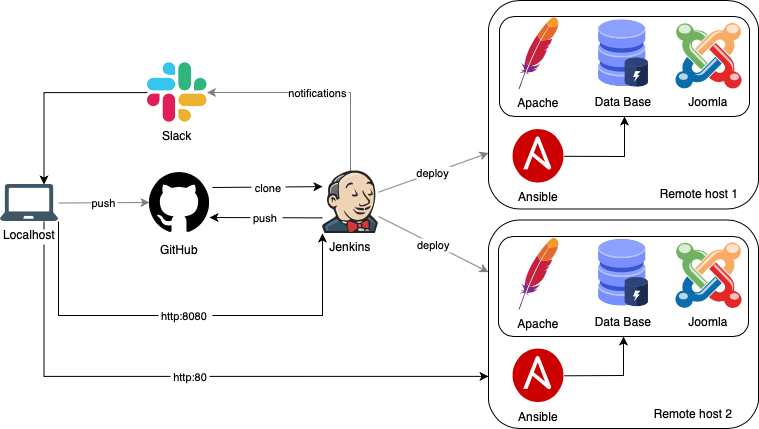 Apache
Data Base
Joomla
notifications
Slack
Ansible
Remote host 1
deploy
clone
push
push
Localhost
GitHub
Jenkins
deploy
http:8080
Apache
Data Base
Joomla
http:80
Ansible
Remote host 2